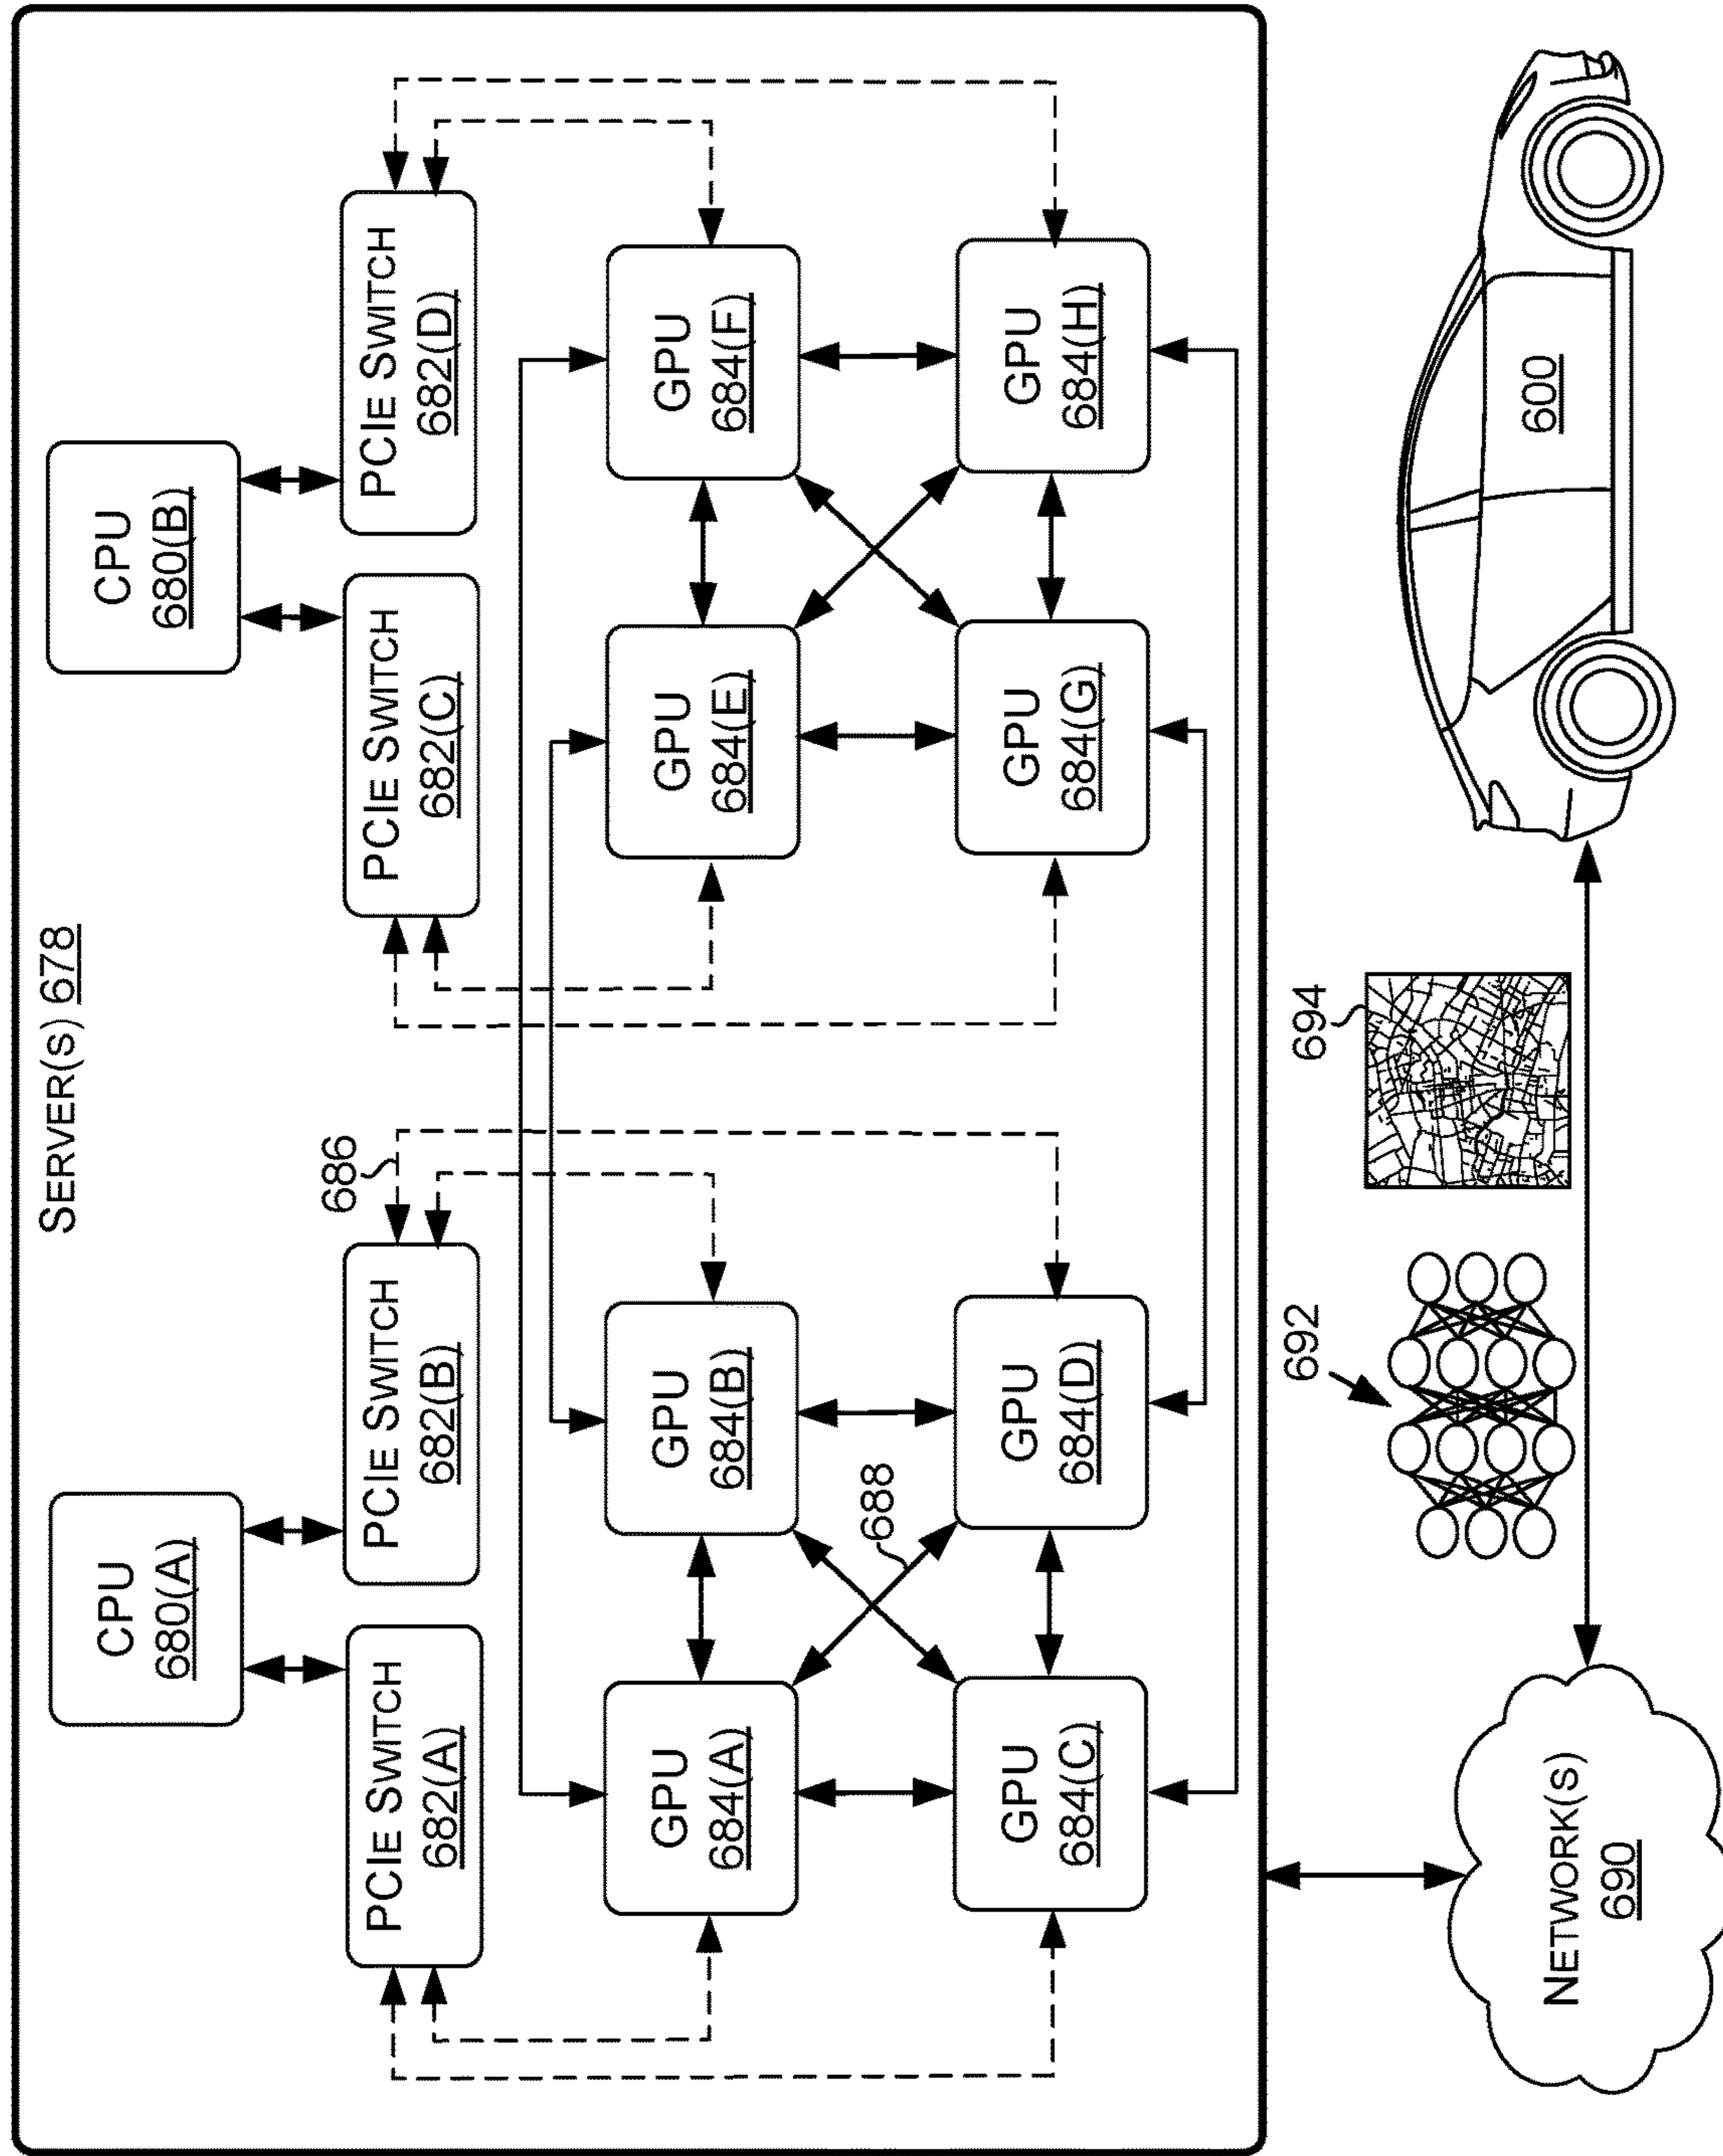 SERVER(S) 678
CPU
680(A)
CPU
680(B)
PCIE SWITCH
682(A)
PCIE SWITCH
682(B)
PCIE SWITCH
682(C)
PCIE SWITCH
682(D)
686
GPU
684(A)
GPU
684(B)
GPU
684(E)
GPU
684(F)
688
GPU
684(C)
GPU
684(D)
GPU
684(G)
GPU
684(H)
NETWORK(S)
690
692
694
600